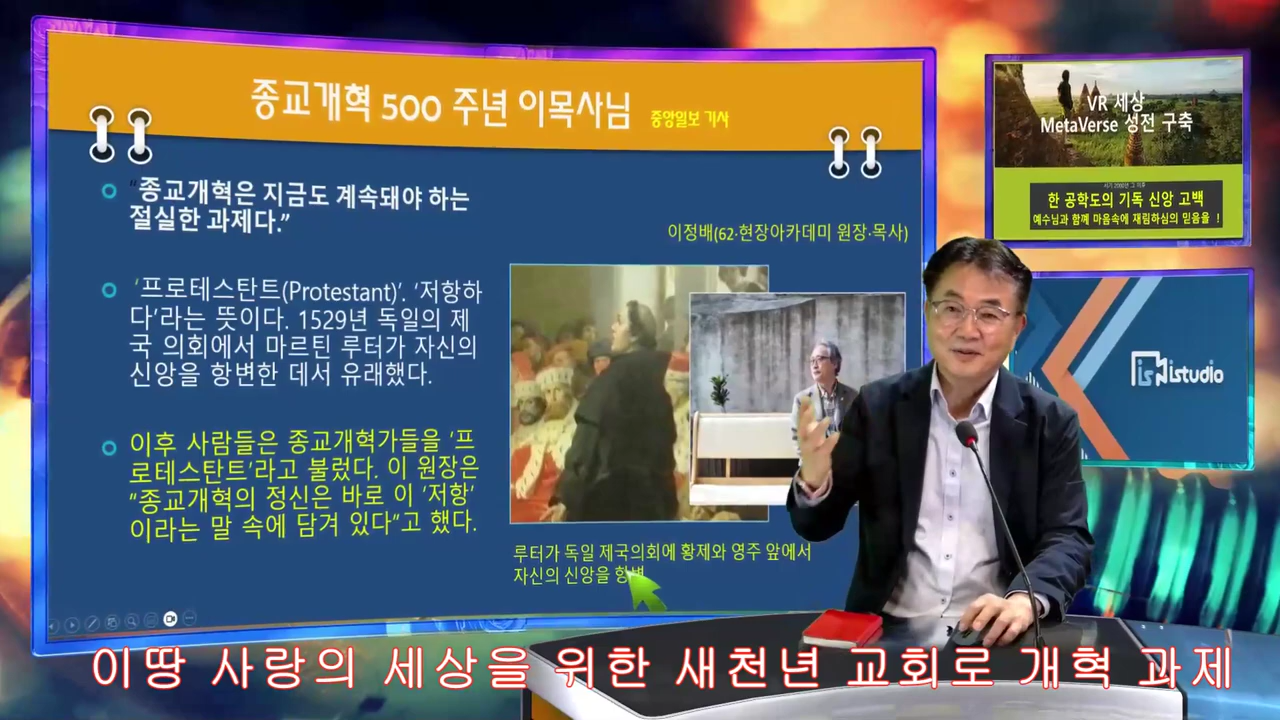 종교개혁 500 주년 이목사님 중앙일보 기사
“종교개혁은 지금도 계속돼야 하는
절실한 과제다.”
이정배(62·현장아카데미 원장·목사)
‘프로테스탄트(Protestant)’. ‘저항하
다’라는 뜻이다. 1529년 독일의 제
국 의회에서 마르틴 루터가 자신의
신앙을 항변한 데서 유래했다.
이후 사람들은 종교개혁가들을 ‘프
로테스탄트’라고 불렀다. 이 원장은
“종교개혁의 정신은 바로 이 ‘저항’
이라는 말 속에 담겨 있다”고 했다.
루터가 독일 제국의회에 황제와 영주 앞에서
자신의 신앙을 항변
VR 세상
MetaVerse 성전 구축
한 공학도의 기독 신앙 고백
예수님과 함께 마음속에 재림하심의 믿음을 !
istudio
이땅 사랑의 세상을 위한 새천년 교회로 개혁 과제